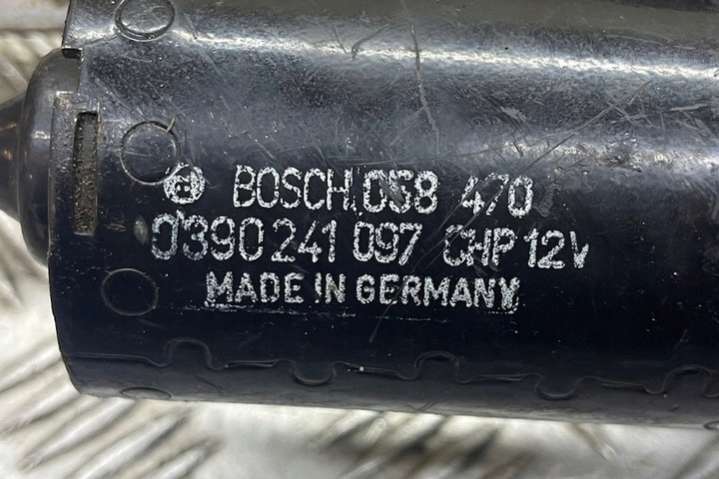 BOSCH 058 470
0390 241 097 CHP 12V
MADE IN GERMANY